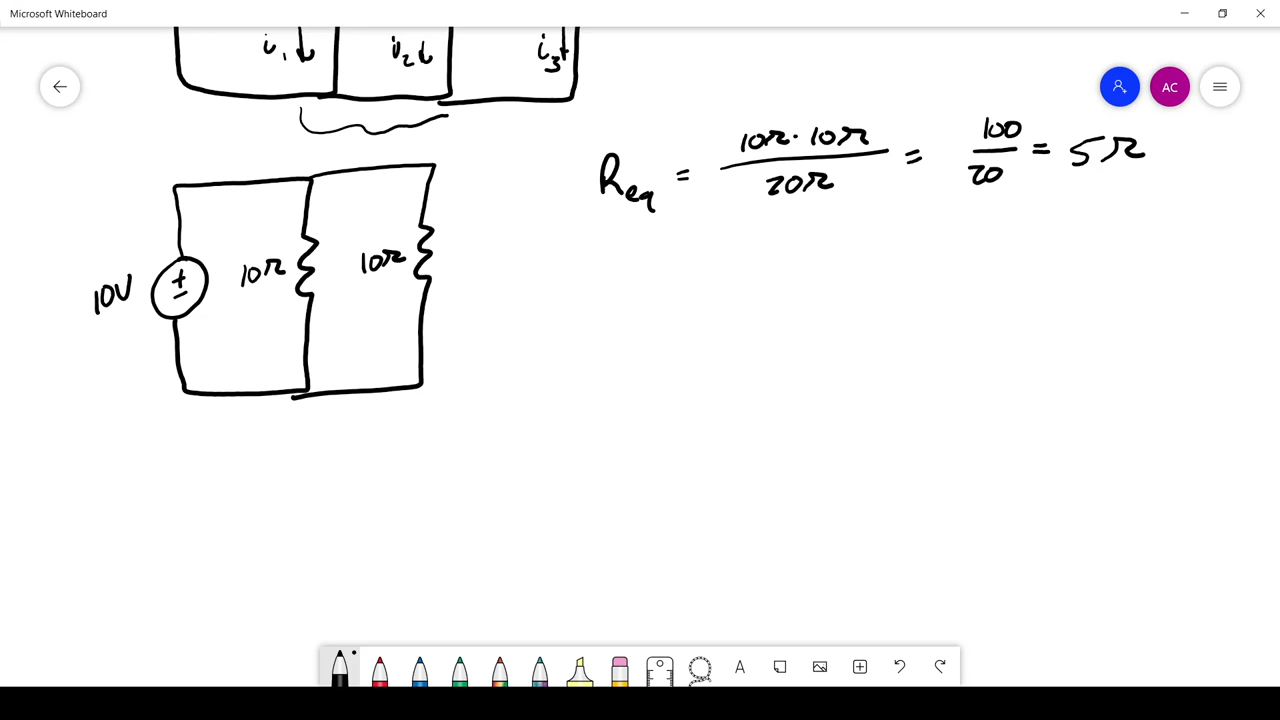 Microsoft Whiteboard
i1 i2 i3
AC
Req = 10Ω · 10Ω / 20Ω = 100 / 20 = 5Ω
10V
10Ω
10Ω
A